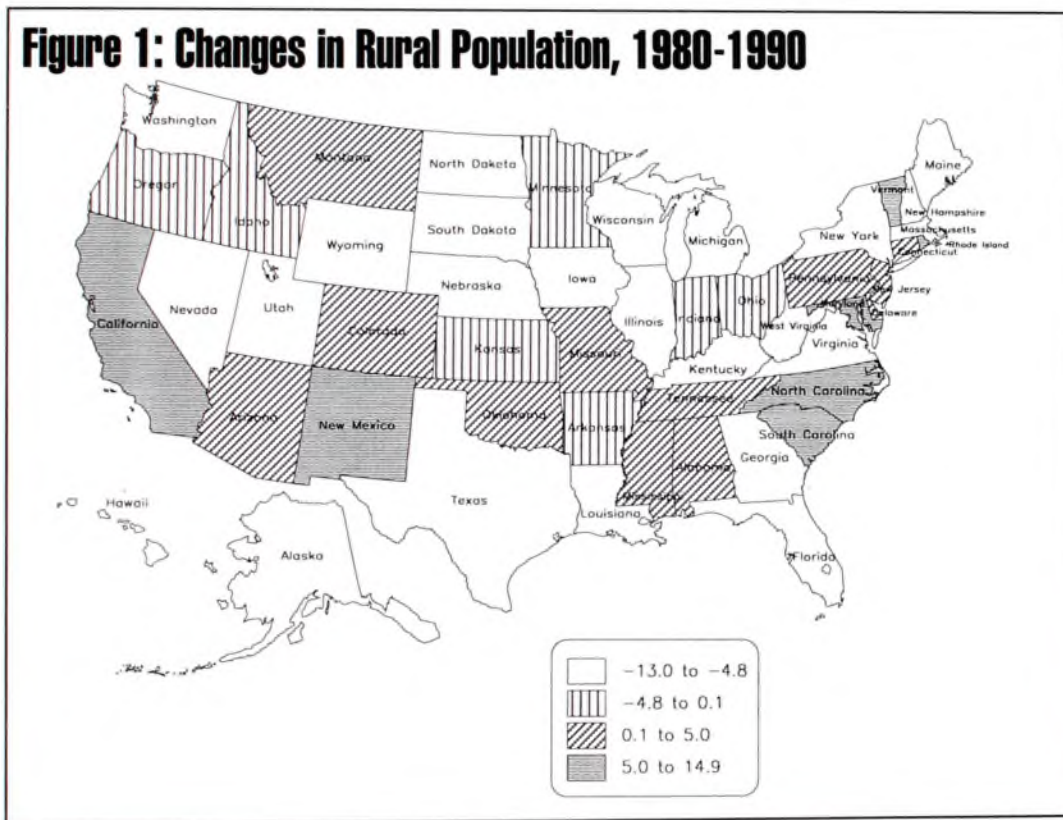 Figure 1: Changes in Rural Population, 1980-1990
Washington
Montana
North Dakota
Minnesota
Maine
Oregon
Idaho
Vermont
New Hampshire
Wisconsin
South Dakota
Michigan
New York
Massachusetts
Rhode Island
Connecticut
Wyoming
Iowa
Pennsylvania
New Jersey
Nebraska
Ohio
Maryland
Delaware
Nevada
Utah
Illinois
Indiana
West Virginia
Virginia
California
Colorado
Kansas
Missouri
Kentucky
North Carolina
Tennessee
Arizona
New Mexico
Oklahoma
Arkansas
South Carolina
Georgia
Alabama
Mississippi
Texas
Louisiana
Hawaii
Alaska
Florida
-13.0 to -4.8
-4.8 to 0.1
0.1 to 5.0
5.0 to 14.9